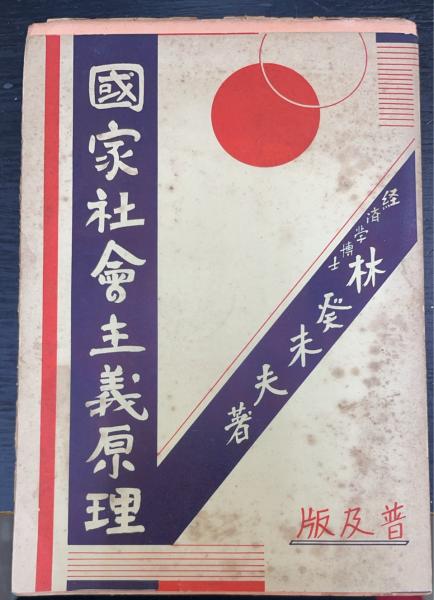 國家社會主義原理
経済学博士
林癸未夫著
普及版